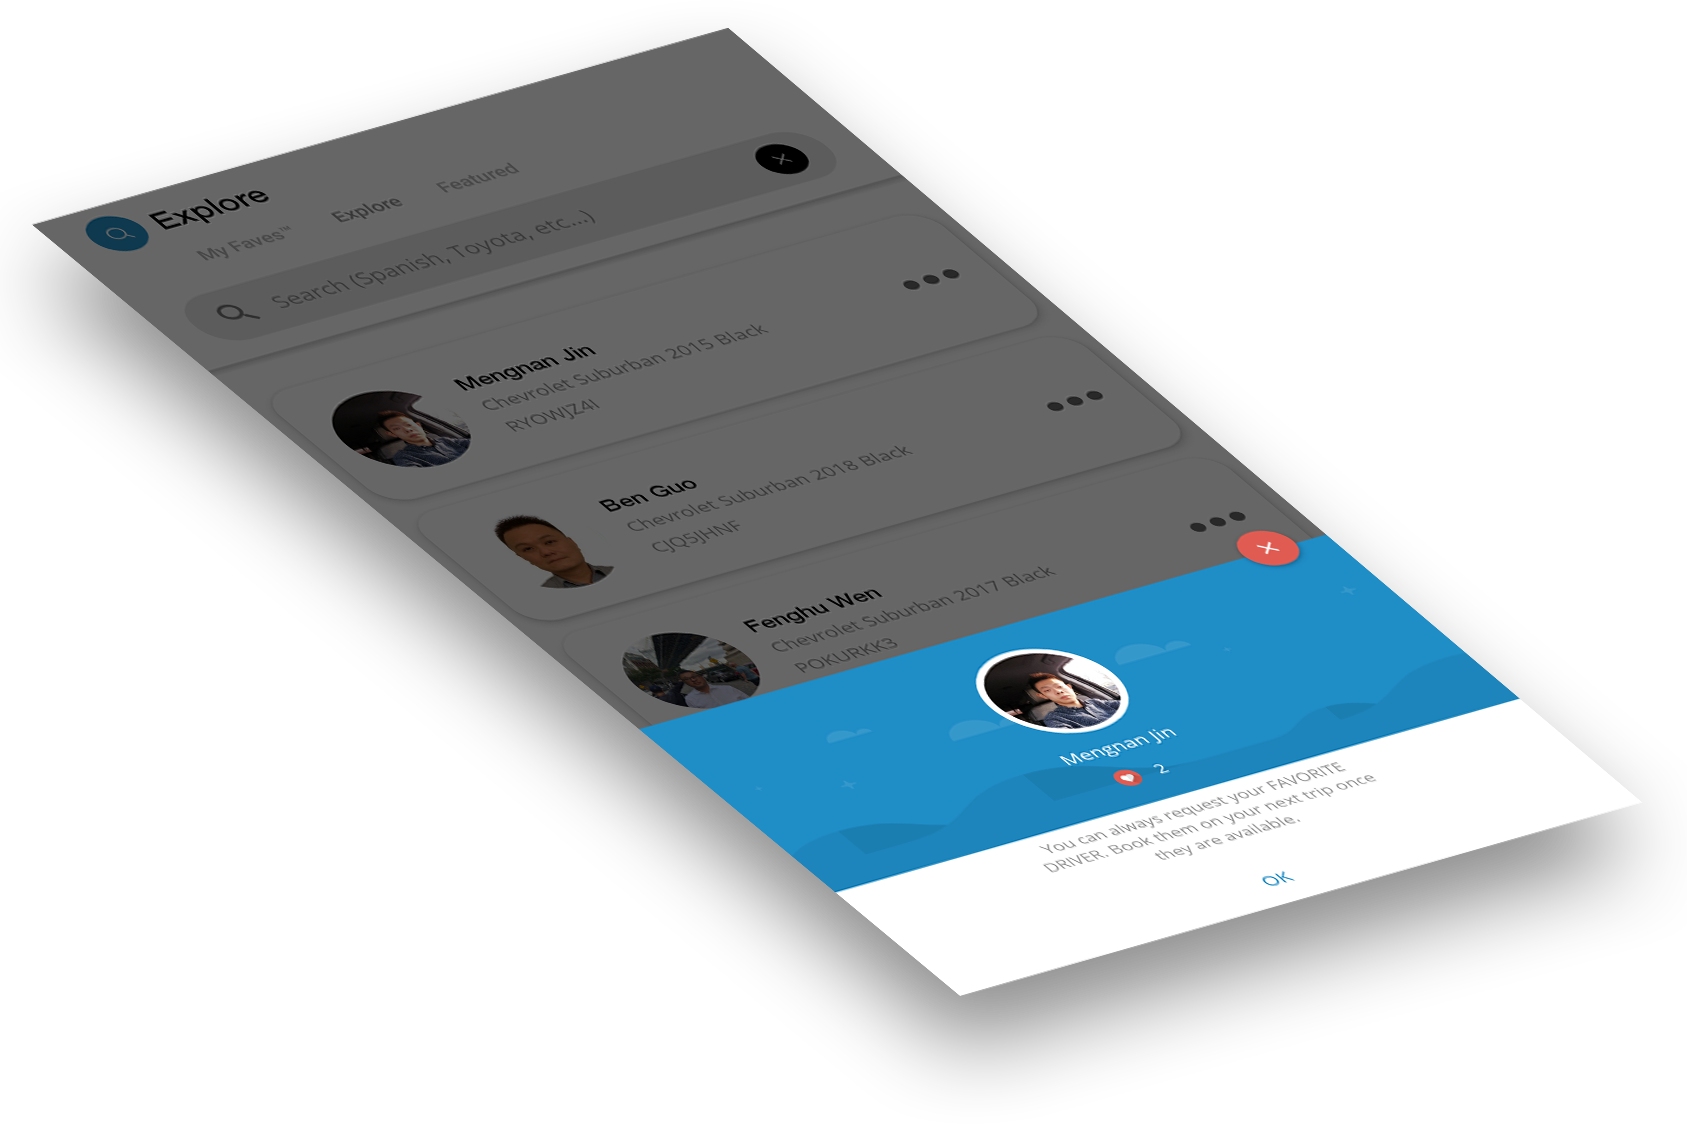 Explore
My Faves™ Explore Featured
Search (Spanish, Toyota, etc...)
Mengnan Jin
Chevrolet Suburban 2015 Black
RYOWJZ4I
Ben Guo
Chevrolet Suburban 2018 Black
CJQ5JHNF
Fenghu Wen
Chevrolet Suburban 2017 Black
POKURKK3
Mengnan Jin
2
You can always request your FAVORITE
DRIVER. Book them on your next trip once
they are available.
OK